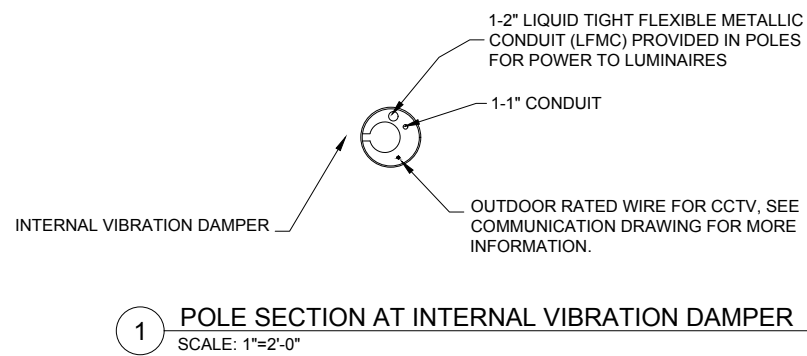 1-2" LIQUID TIGHT FLEXIBLE METALLIC
CONDUIT (LFMC) PROVIDED IN POLES
FOR POWER TO LUMINAIRES
1-1" CONDUIT
INTERNAL VIBRATION DAMPER
OUTDOOR RATED WIRE FOR CCTV, SEE
COMMUNICATION DRAWING FOR MORE
INFORMATION.
1
POLE SECTION AT INTERNAL VIBRATION DAMPER
SCALE: 1"=2'-0"